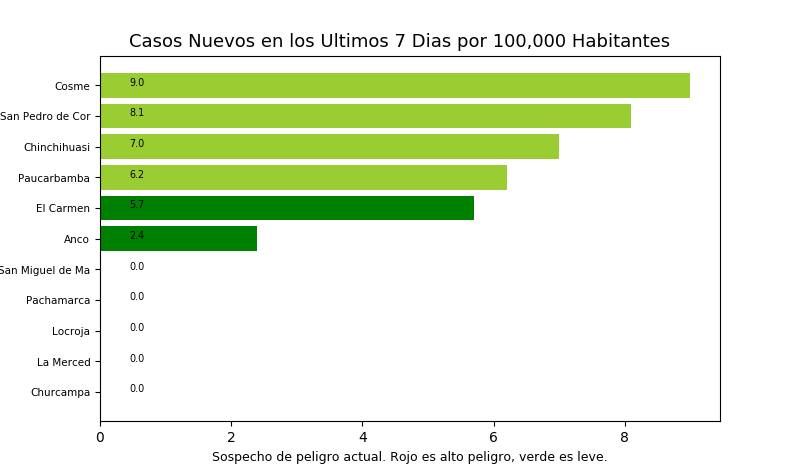 Casos Nuevos en los Ultimos 7 Dias por 100,000 Habitantes
Cosme 9.0
San Pedro de Cor 8.1
Chinchihuasi 7.0
Paucarbamba 6.2
El Carmen 5.7
Anco 2.4
San Miguel de Ma 0.0
Pachamarca 0.0
Locroja 0.0
La Merced 0.0
Churcampa 0.0
0 2 4 6 8
Sospecho de peligro actual. Rojo es alto peligro, verde es leve.